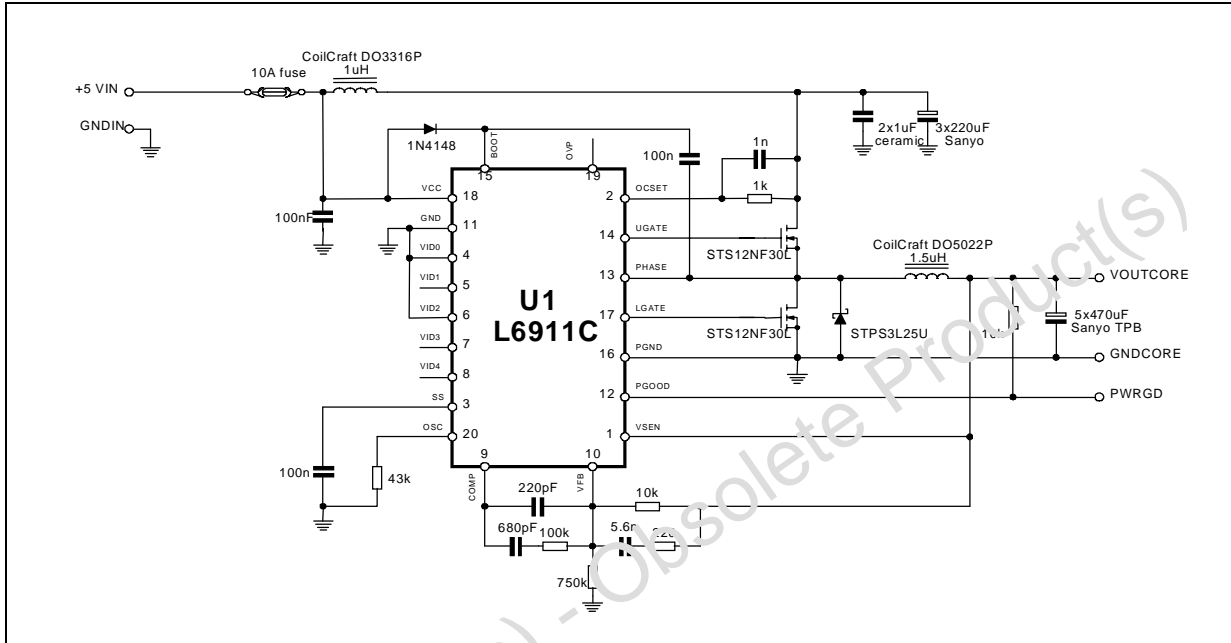 CoilCraft DO3316P
1uH
10A fuse
+5 VIN
GNDIN
1N4148
BOOT
OVP
15
19
100n
1n
1k
2x1uF
ceramic
3x220uF
Sanyo
VCC
18
2
OCSET
100nF
GND
11
14
UGATE
STS12NF30L
VID0
4
13
PHASE
CoilCraft DO5022P
1.5uH
VOUTCORE
VID1
5
U1
L6911C
VID2
6
17
LGATE
STS12NF30L
STPS3L25U
5x470uF
Sanyo TPB
VID3
7
16
PGND
GNDCORE
VID4
8
12
PGOOD
PWRGD
SS
3
OSC
20
1
VSEN
9
10
COMP
VFB
100n
43k
220pF
10k
680pF
100k
750k
) - Obsolete Product(s)